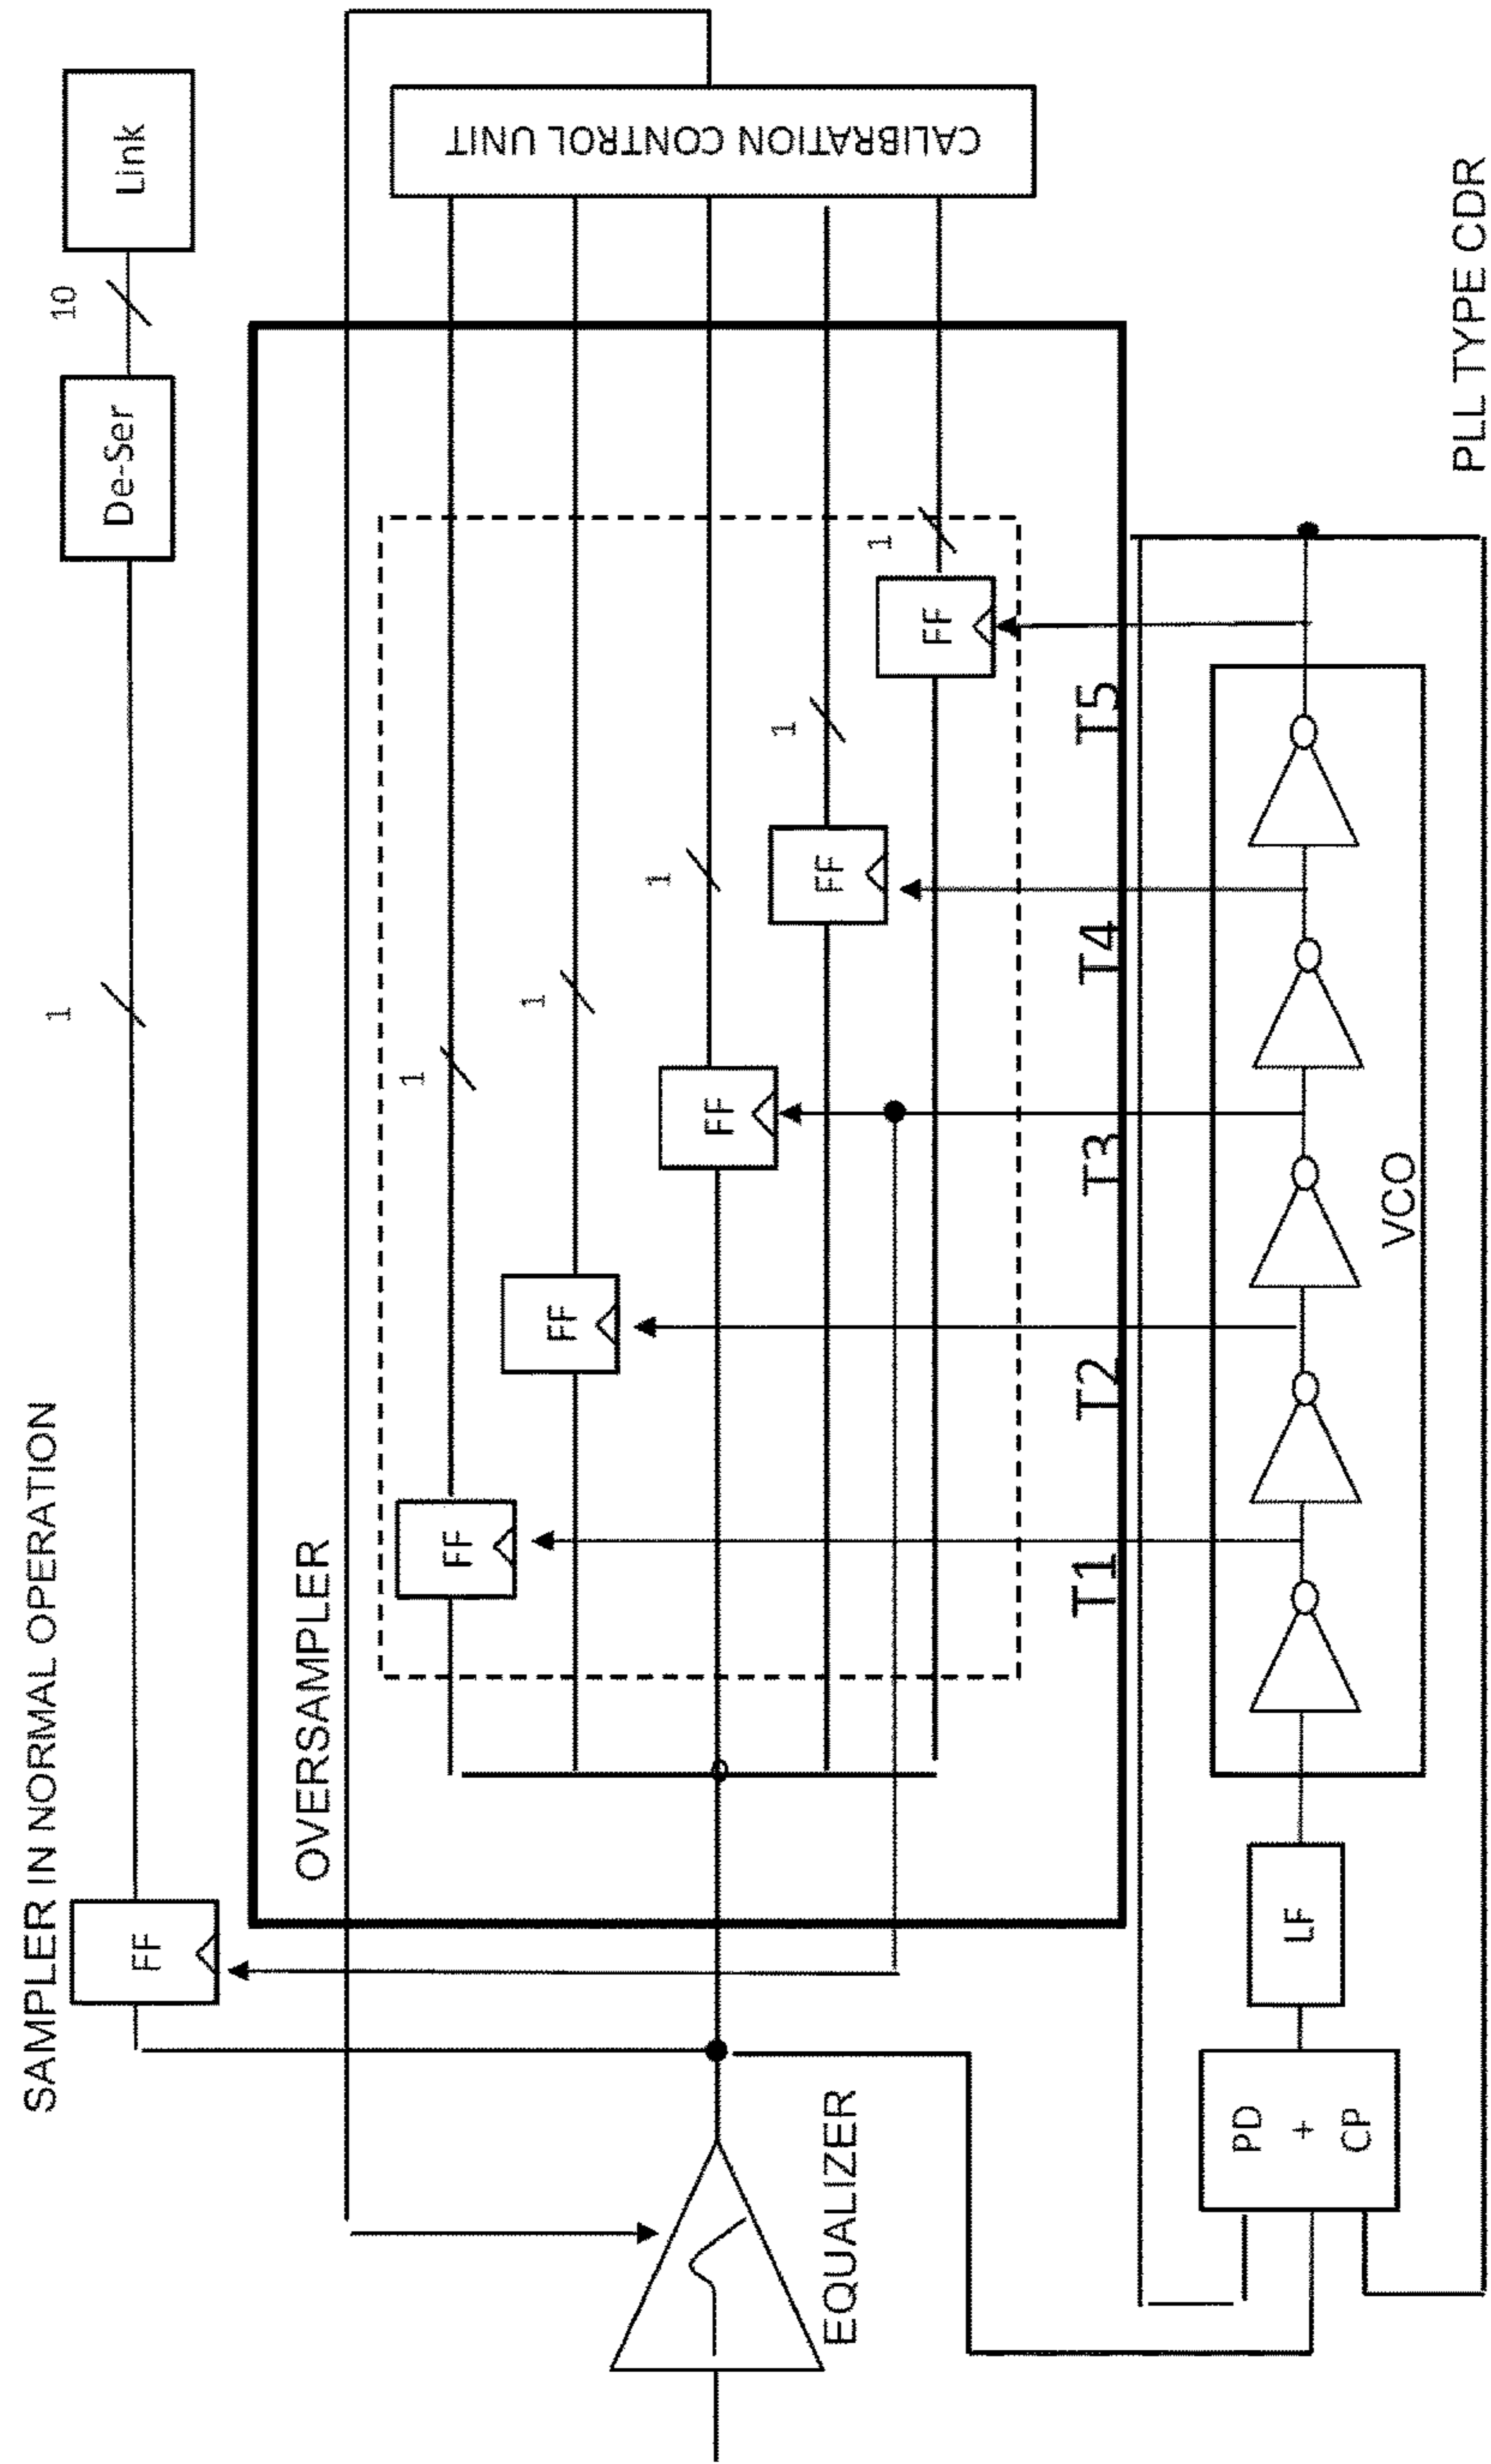 SAMPLER IN NORMAL OPERATION
FF
1
De-Ser
10
Link
OVERSAMPLER
FF
1
FF
1
FF
1
FF
1
FF
1
CALIBRATION CONTROL UNIT
EQUALIZER
T1
T2
T3
T4
T5
PD
+
CP
LF
VCO
PLL TYPE CDR